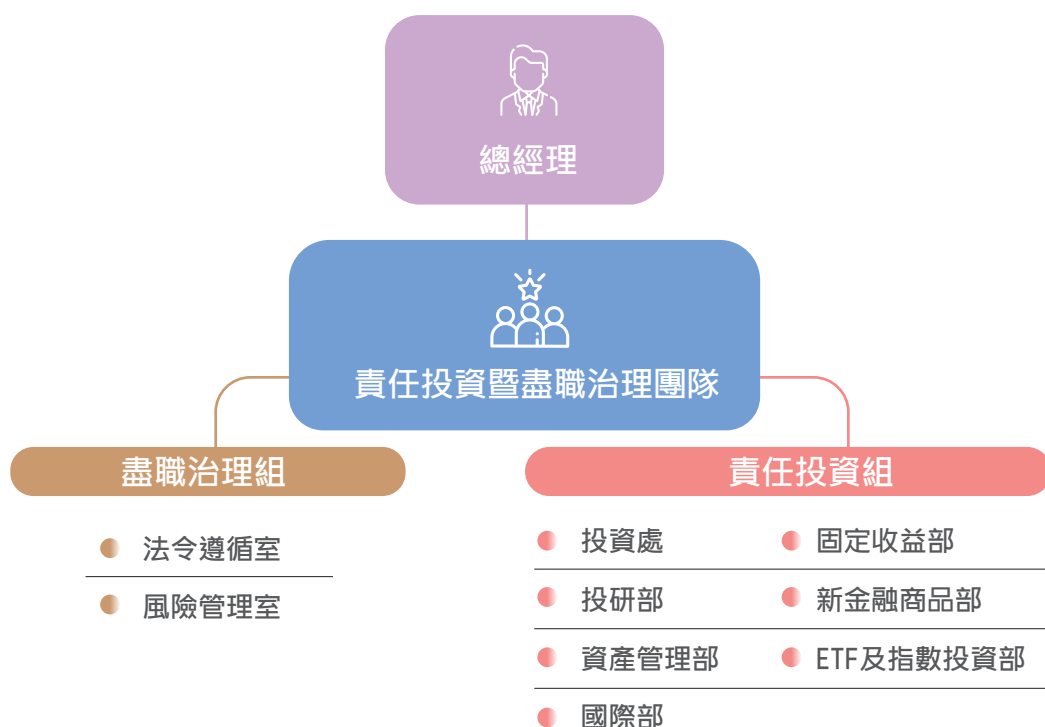 總經理
責任投資暨盡職治理團隊
盡職治理組
法令遵循室
風險管理室
責任投資組
投資處
固定收益部
投研部
新金融商品部
資產管理部
ETF及指數投資部
國際部